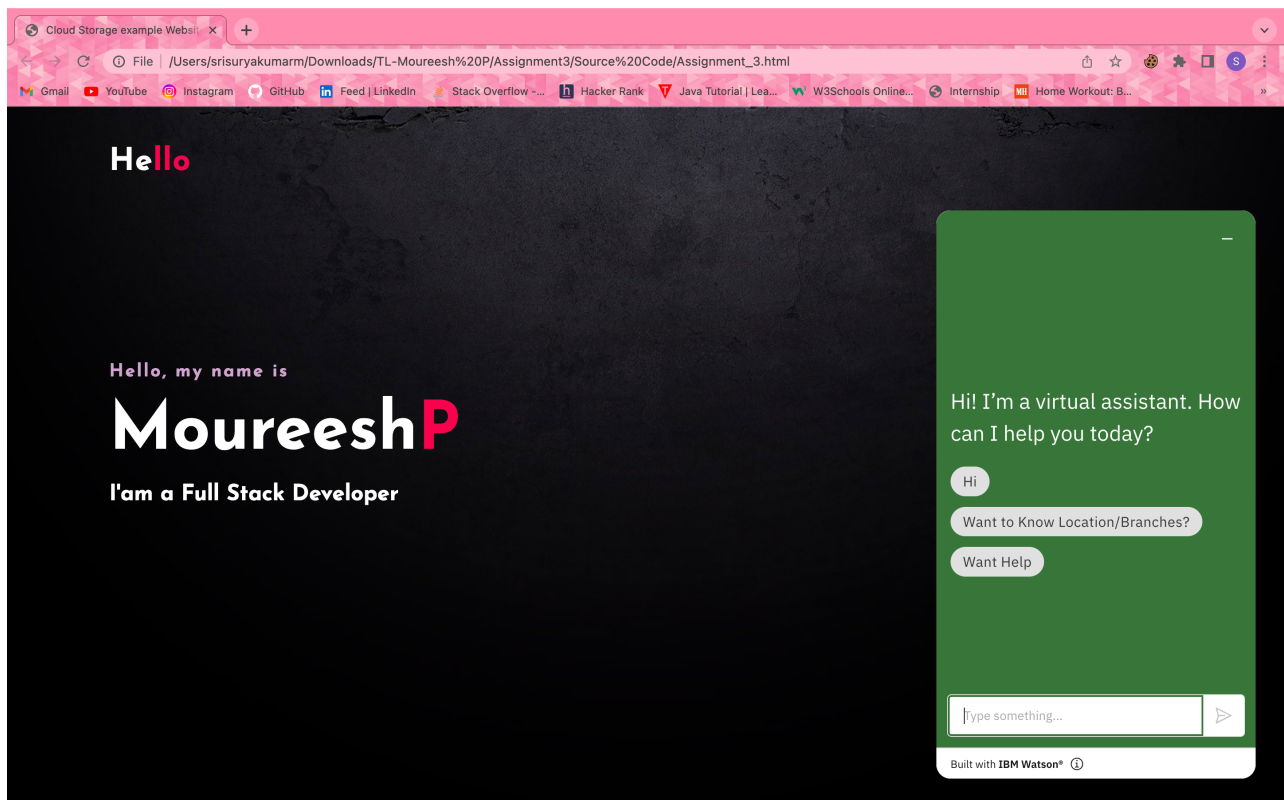 Cloud Storage example Websit
File
/Users/srisuryakumarm/Downloads/TL-Moureesh%20P/Assignment3/Source%20Code/Assignment_3.html
S
Gmail YouTube Instagram GitHub Feed | LinkedIn Stack Overflow -... Hacker Rank Java Tutorial | Lea... W3Schools Online... Internship MH Home Workout: B... »
Hello
Hello, my name is
MoureeshP
I'am a Full Stack Developer
Hi! I’m a virtual assistant. How
can I help you today?
Hi
Want to Know Location/Branches?
Want Help
Type something...
Built with IBM Watson®